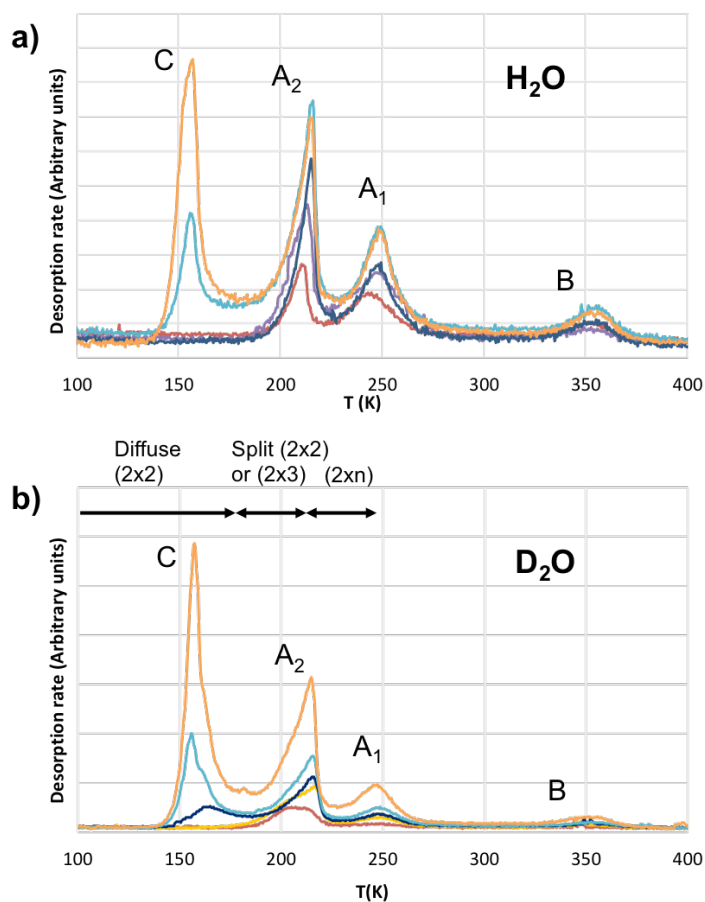 a)
Desorption rate (Arbitrary units)
C
A₂
A₁
B
H₂O
100 150 200 250 300 350 400
T (K)
Diffuse
(2x2)
Split (2x2)
or (2x3)
(2xn)
b)
Desorption rate (Arbitrary units)
C
A₂
A₁
B
D₂O
100 150 200 250 300 350 400
T(K)